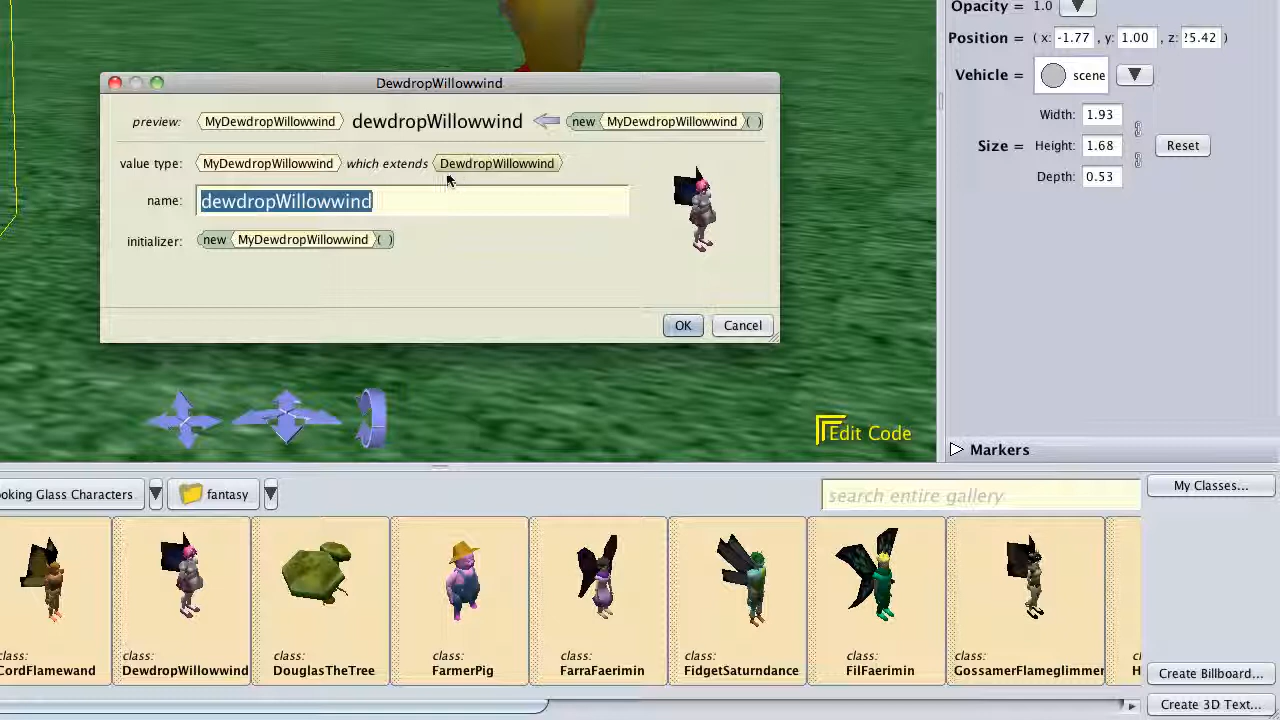 Opacity = 1.0
Position = ( x: -1.77 , y: 1.00 , z: 25.42 )
Vehicle = scene
Width: 1.93
Size = Height: 1.68 Reset
Depth: 0.53
DewdropWillowwind
preview: MyDewdropWillowwind dewdropWillowwind new MyDewdropWillowwind ( )
value type: MyDewdropWillowwind which extends DewdropWillowwind
name: dewdropWillowwind
initializer: new MyDewdropWillowwind ( )
OK Cancel
Edit Code
Markers
ooking Glass Characters fantasy search entire gallery My Classes...
class: CordFlamewand
class: DewdropWillowwind
class: DouglasTheTree
class: FarmerPig
class: FarraFaerimin
class: FidgetSaturndance
class: FilFaerimin
class: GossamerFlameglimmer
H
Create Billboard...
Create 3D Text...